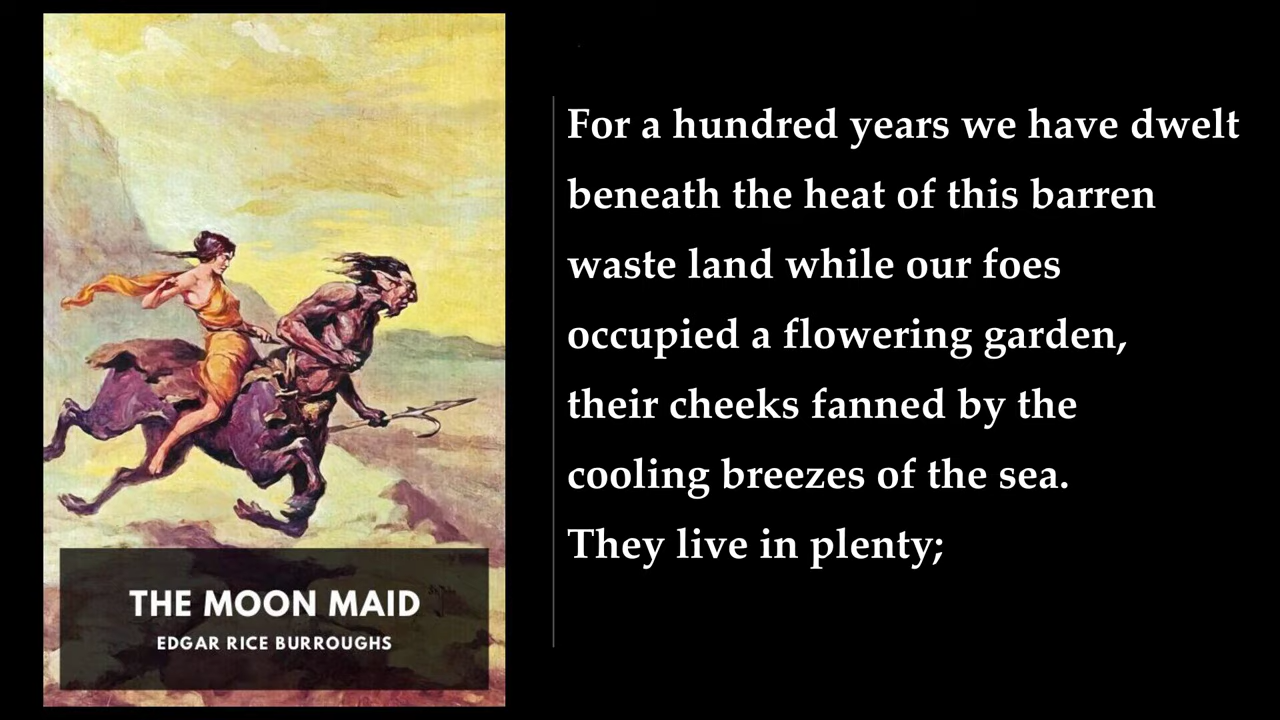 THE MOON MAID
EDGAR RICE BURROUGHS
For a hundred years we have dwelt
beneath the heat of this barren
waste land while our foes
occupied a flowering garden,
their cheeks fanned by the
cooling breezes of the sea.
They live in plenty;